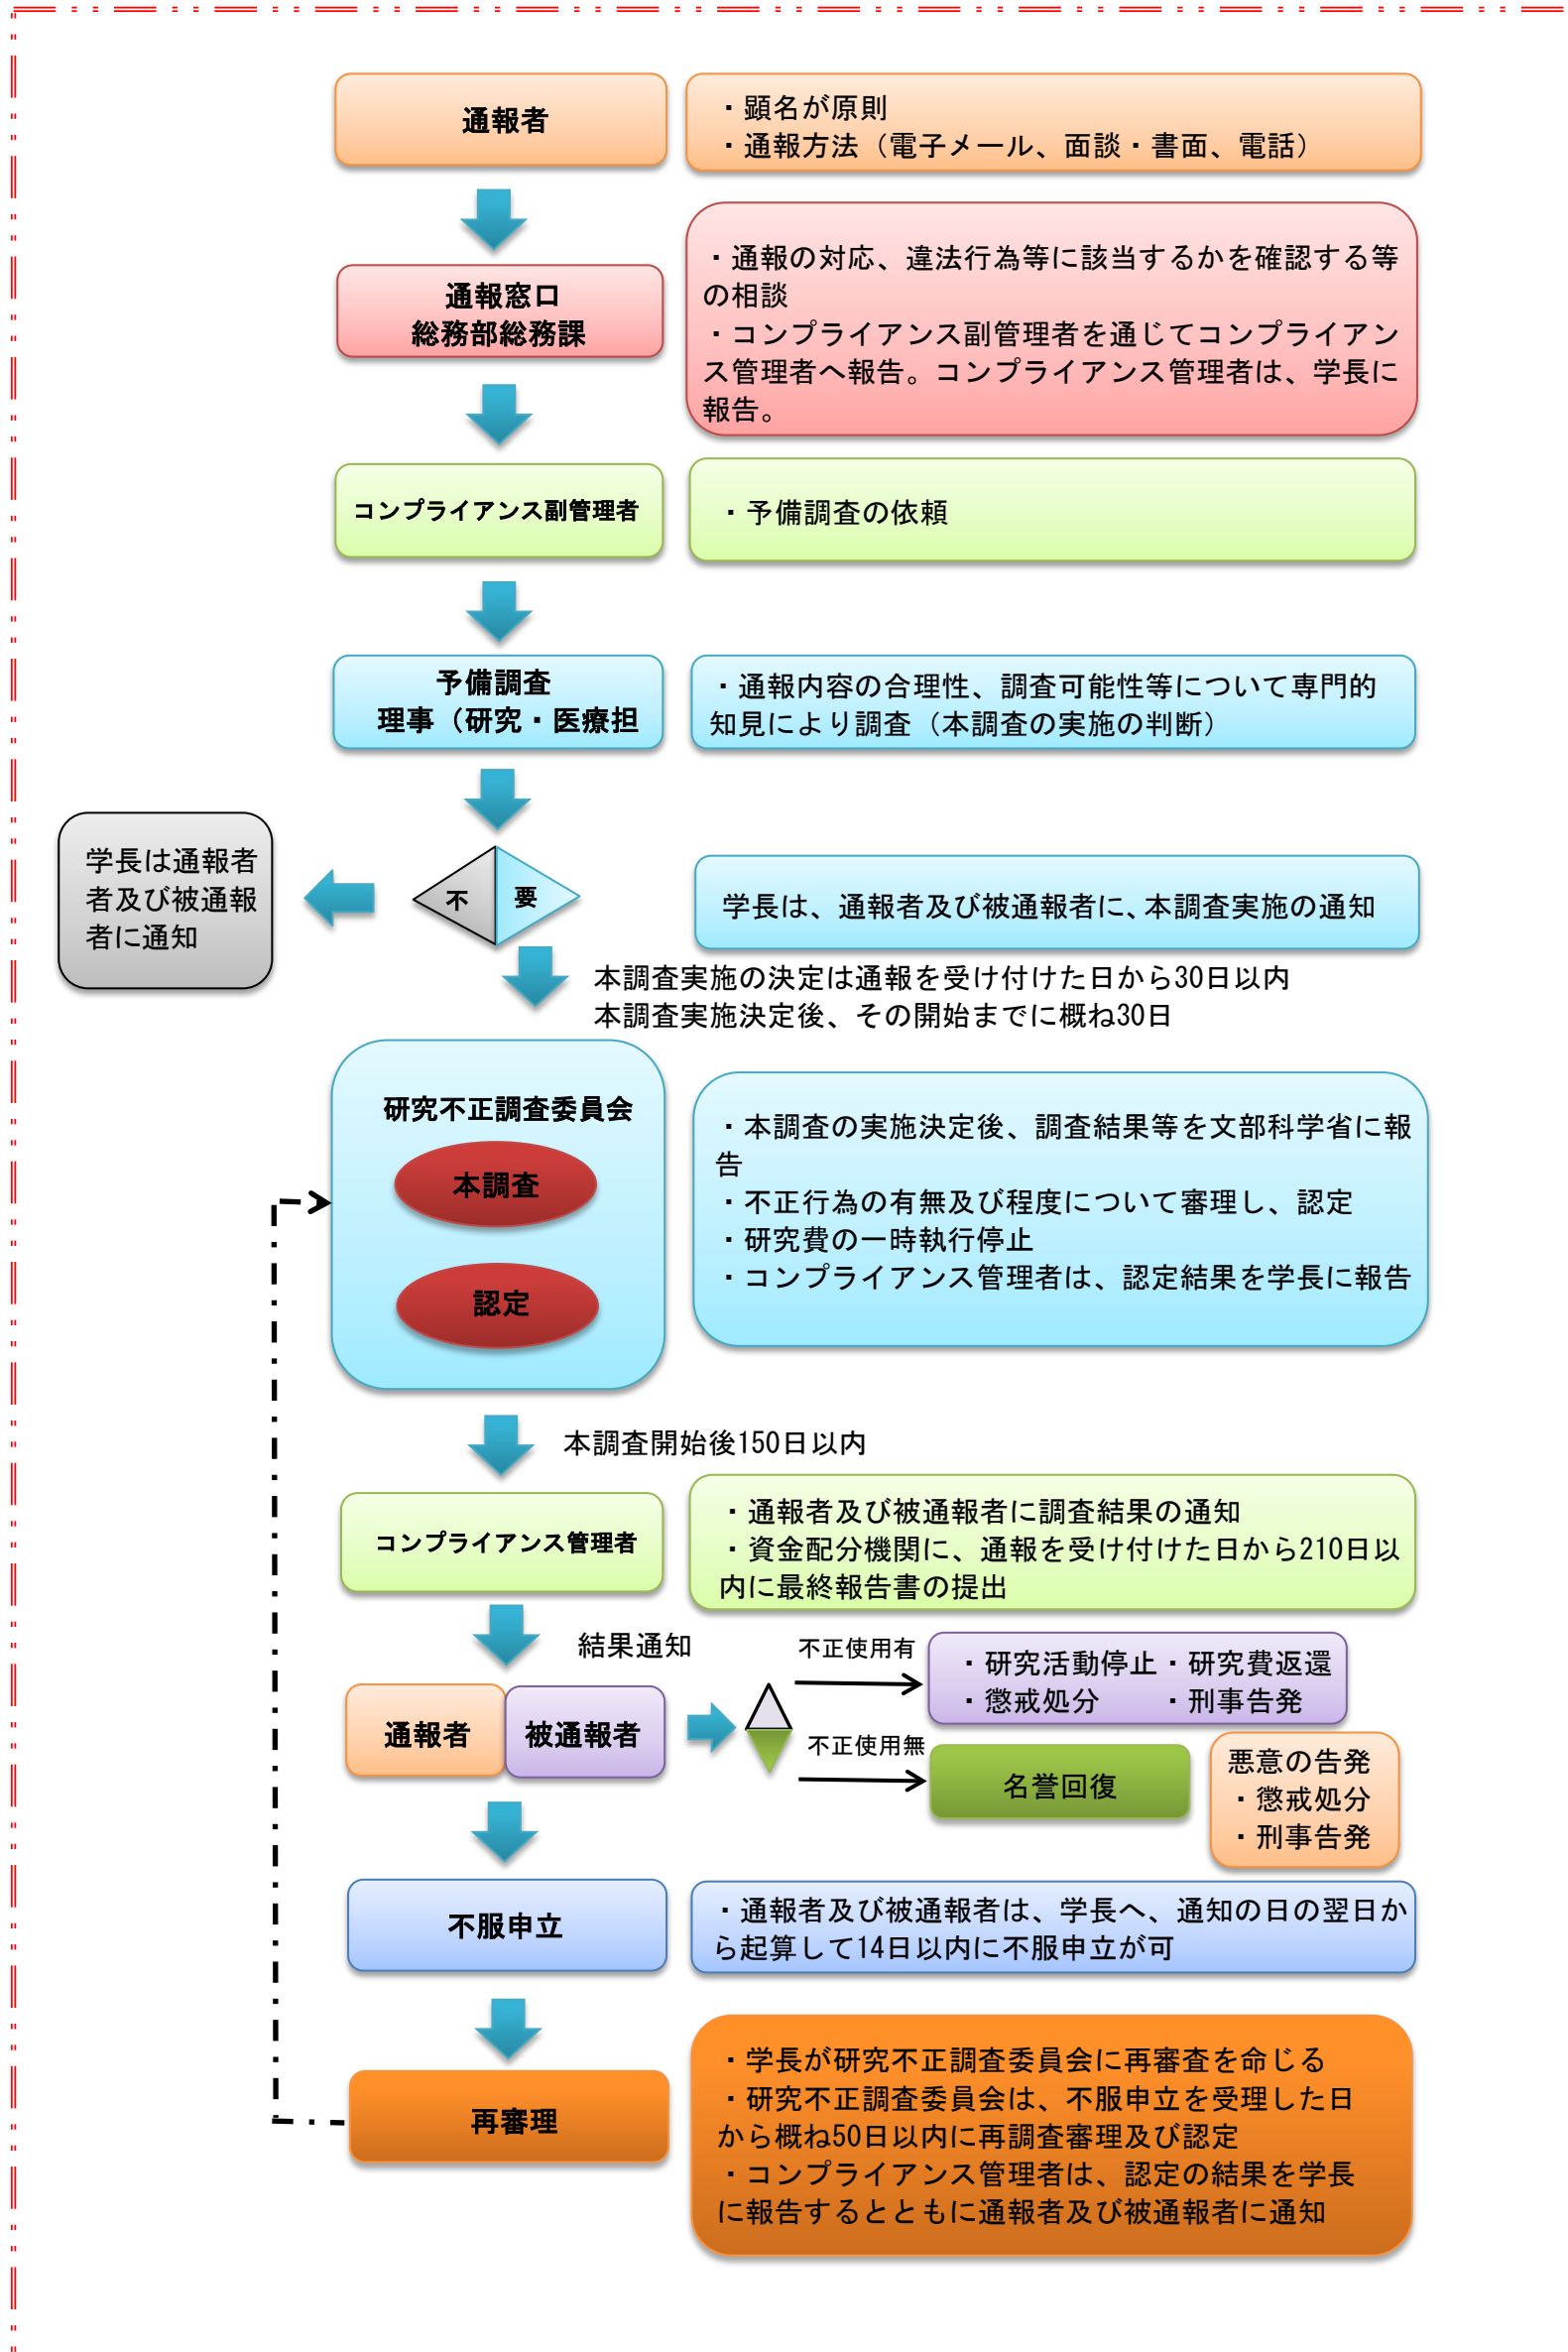 通報者
・顕名が原則
・通報方法（電子メール、面談・書面、電話）
通報窓口
総務部総務課
・通報の対応、違法行為等に該当するかを確認する等
の相談
・コンプライアンス副管理者を通じてコンプライアン
ス管理者へ報告。コンプライアンス管理者は、学長に
報告。
コンプライアンス副管理者
・予備調査の依頼
予備調査
理事（研究・医療担
・通報内容の合理性、調査可能性等について専門的
知見により調査（本調査の実施の判断）
学長は通報者
者及び被通報
者に通知
不
要
学長は、通報者及び被通報者に、本調査実施の通知
本調査実施の決定は通報を受け付けた日から30日以内
本調査実施決定後、その開始までに概ね30日
研究不正調査委員会
本調査
認定
・本調査の実施決定後、調査結果等を文部科学省に報
告
・不正行為の有無及び程度について審理し、認定
・研究費の一時執行停止
・コンプライアンス管理者は、認定結果を学長に報告
本調査開始後150日以内
コンプライアンス管理者
・通報者及び被通報者に調査結果の通知
・資金配分機関に、通報を受け付けた日から210日以
内に最終報告書の提出
結果通知
通報者
被通報者
不正使用有
・研究活動停止・研究費返還
・懲戒処分　　・刑事告発
不正使用無
名誉回復
悪意の告発
・懲戒処分
・刑事告発
不服申立
・通報者及び被通報者は、学長へ、通知の日の翌日か
ら起算して14日以内に不服申立が可
再審理
・学長が研究不正調査委員会に再審査を命じる
・研究不正調査委員会は、不服申立を受理した日
から概ね50日以内に再調査審理及び認定
・コンプライアンス管理者は、認定の結果を学長
に報告するとともに通報者及び被通報者に通知